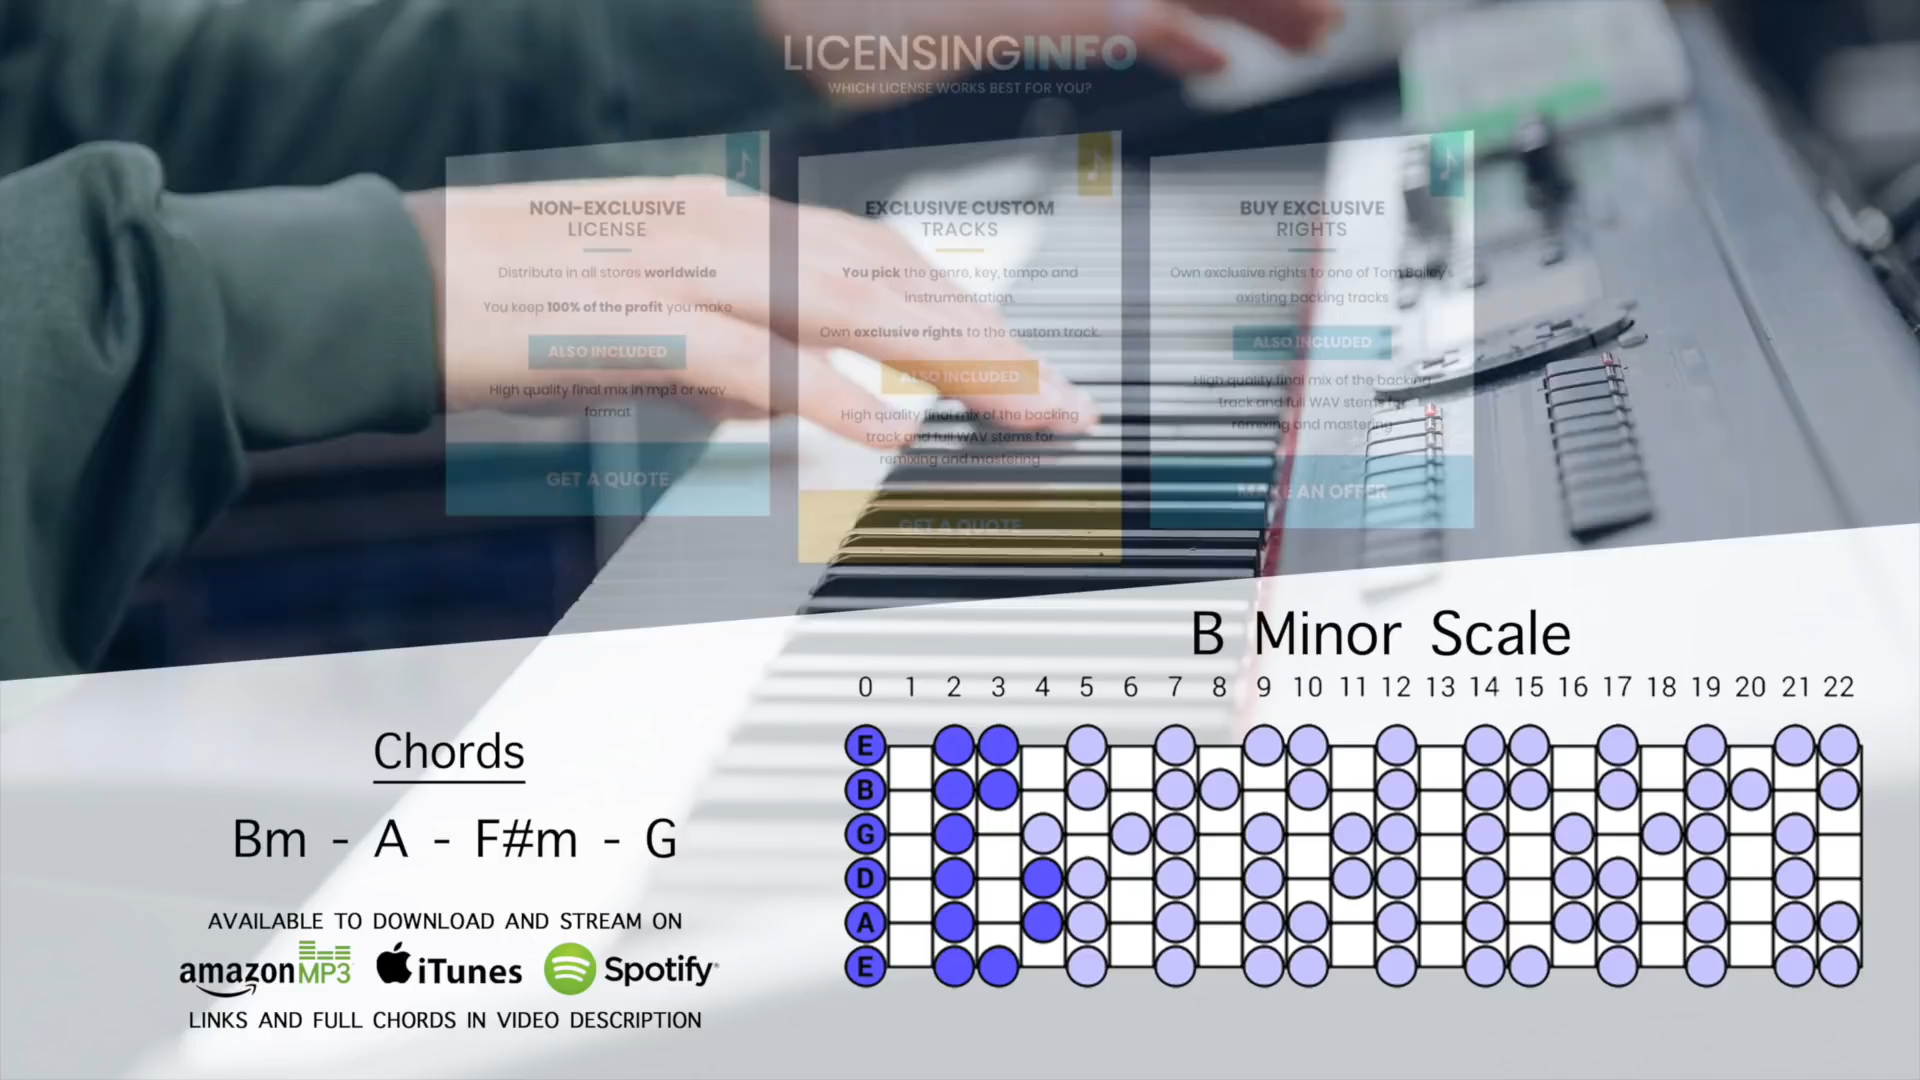 LICENSINGINFO
WHICH LICENSE WORKS BEST FOR YOU?
NON-EXCLUSIVE
LICENSE
Distribute in all stores worldwide
You keep 100% of the profit you make
ALSO INCLUDED
High quality final mix in mp3 or wav
format
GET A QUOTE
EXCLUSIVE CUSTOM
TRACKS
You pick the genre, key, tempo and
instrumentation.
Own exclusive rights to the custom track.
ALSO INCLUDED
High quality final mix of the backing
track and full WAV stems for
remixing and mastering
GET A QUOTE
BUY EXCLUSIVE
RIGHTS
Own exclusive rights to one of Tom Bailey's
existing backing tracks
ALSO INCLUDED
High quality final mix of the backing
track and full WAV stems for
remixing and mastering
MAKE AN OFFER
B Minor Scale
0 1 2 3 4 5 6 7 8 9 10 11 12 13 14 15 16 17 18 19 20 21 22
E
B
G
D
A
E
Chords
Bm - A - F#m - G
AVAILABLE TO DOWNLOAD AND STREAM ON
amazonMP3 iTunes Spotify
LINKS AND FULL CHORDS IN VIDEO DESCRIPTION